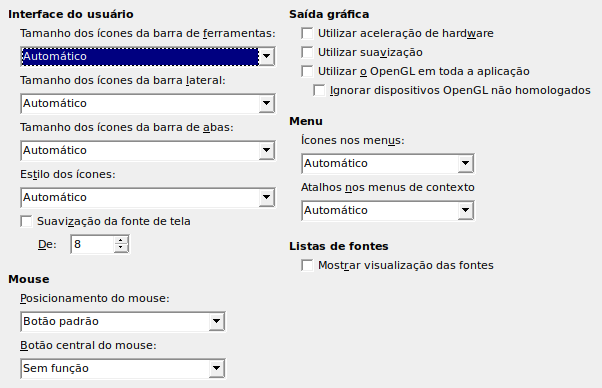 Interface do usuário
Tamanho dos ícones da barra de ferramentas:
Automático
Tamanho dos ícones da barra lateral:
Automático
Tamanho dos ícones da barra de abas:
Automático
Estilo dos ícones:
Automático
Suavização da fonte de tela
De: 8
Mouse
Posicionamento do mouse:
Botão padrão
Botão central do mouse:
Sem função
Saída gráfica
Utilizar aceleração de hardware
Utilizar suavização
Utilizar o OpenGL em toda a aplicação
Ignorar dispositivos OpenGL não homologados
Menu
Ícones nos menus:
Automático
Atalhos nos menus de contexto
Automático
Listas de fontes
Mostrar visualização das fontes